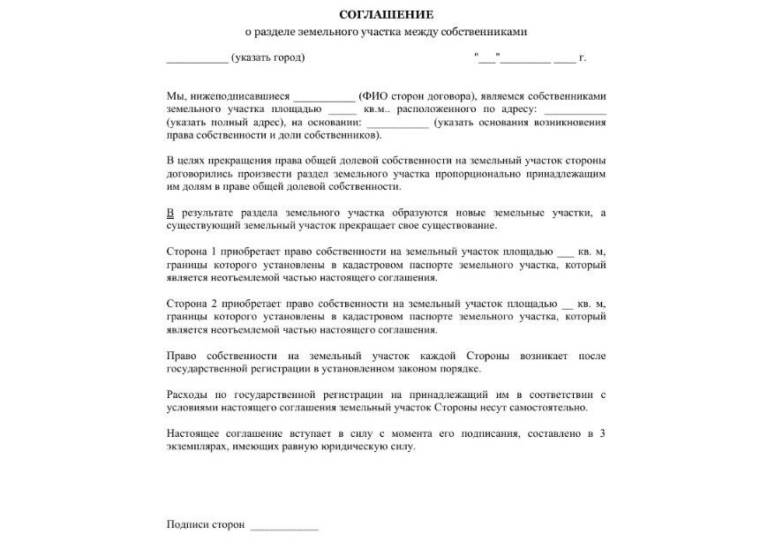 СОГЛАШЕНИЕ
о разделе земельного участка между собственниками
___________ (указать город) "___"_________ ____ г.
Мы, нижеподписавшиеся ___________ (ФИО сторон договора), являемся собственниками
земельного участка площадью _____ кв.м.. расположенного по адресу: ___________
(указать полный адрес), на основании: ___________ (указать основания возникновения
права собственности и доли собственников).
В целях прекращения права общей долевой собственности на земельный участок стороны
договорились произвести раздел земельного участка пропорционально принадлежащим
им долям в праве общей долевой собственности.
В результате раздела земельного участка образуются новые земельные участки, а
существующий земельный участок прекращает свое существование.
Сторона 1 приобретает право собственности на земельный участок площадью ___ кв. м,
границы которого установлены в кадастровом паспорте земельного участка, который
является неотъемлемой частью настоящего соглашения.
Сторона 2 приобретает право собственности на земельный участок площадью __ кв. м,
границы которого установлены в кадастровом паспорте земельного участка, который
является неотъемлемой частью настоящего соглашения.
Право собственности на земельный участок каждой Стороны возникает после
государственной регистрации в установленном законом порядке.
Расходы по государственной регистрации на принадлежащий им в соответствии с
условиями настоящего соглашения земельный участок Стороны несут самостоятельно.
Настоящее соглашение вступает в силу с момента его подписания, составлено в 3
экземплярах, имеющих равную юридическую силу.
Подписи сторон ____________